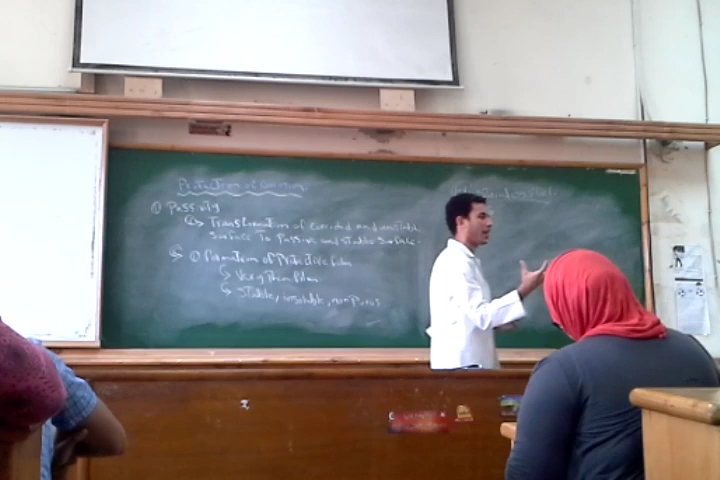 Protection of Corrosion
① Passivity
↳ Transformation of corroded and unstable
surface To Passive and stable surface.
↳ ① Formation of Protective film
↳ Very thin film
↳ stable, insoluble, non Porous